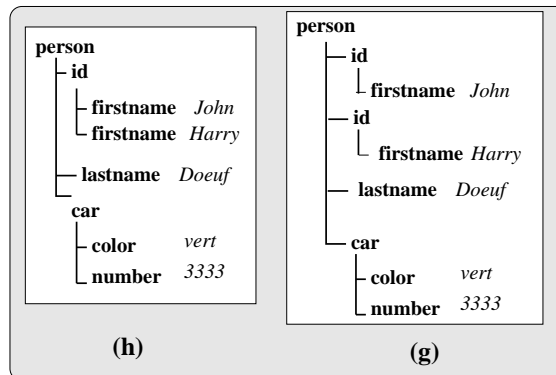 person
id
firstname John
firstname Harry
lastname Doeuf
car
color vert
number 3333
(h)
person
id
firstname John
id
firstname Harry
lastname Doeuf
car
color vert
number 3333
(g)